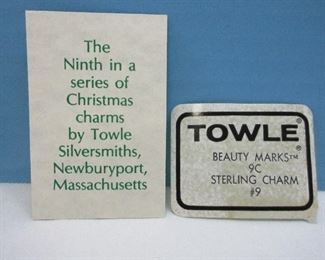 The
Ninth in a
series of
Christmas
charms
by Towle
Silversmiths,
Newburyport,
Massachusetts
TOWLE®
BEAUTY MARKS™
9C
STERLING CHARM
#9